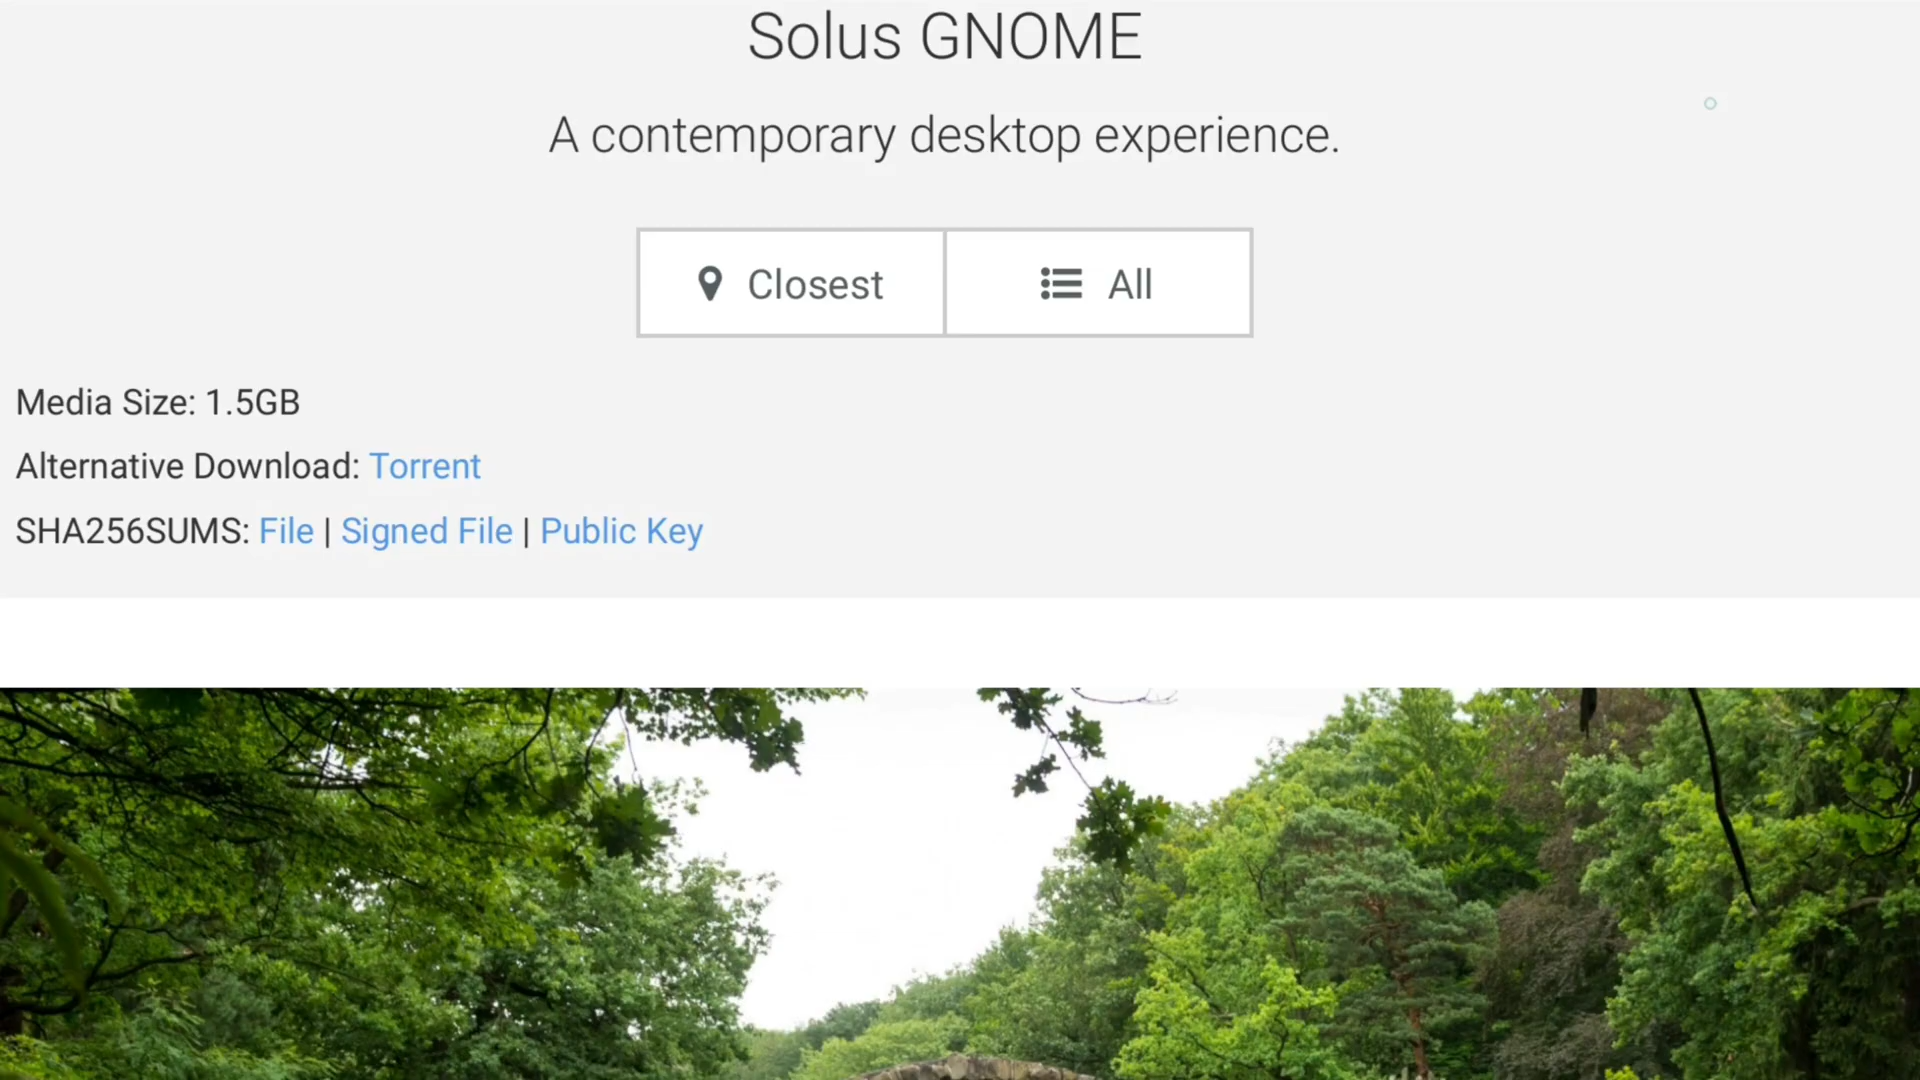 Solus GNOME
A contemporary desktop experience.
Closest
All
Media Size: 1.5GB
Alternative Download: Torrent
SHA256SUMS: File | Signed File | Public Key